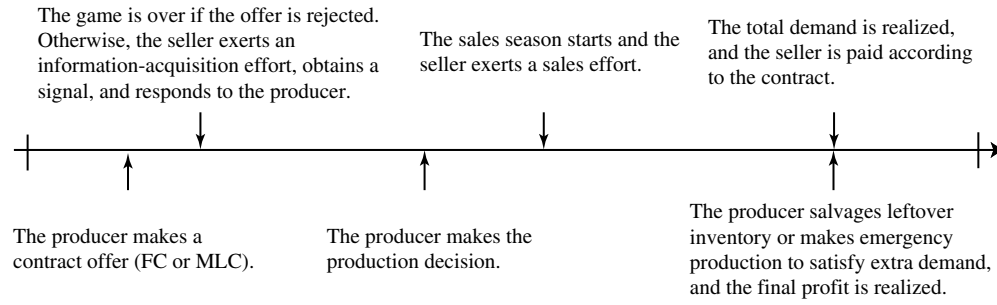 The game is over if the offer is rejected.
Otherwise, the seller exerts an
information-acquisition effort, obtains a
signal, and responds to the producer.
The sales season starts and the
seller exerts a sales effort.
The total demand is realized,
and the seller is paid according
to the contract.
The producer makes a
contract offer (FC or MLC).
The producer makes the
production decision.
The producer salvages leftover
inventory or makes emergency
production to satisfy extra demand,
and the final profit is realized.